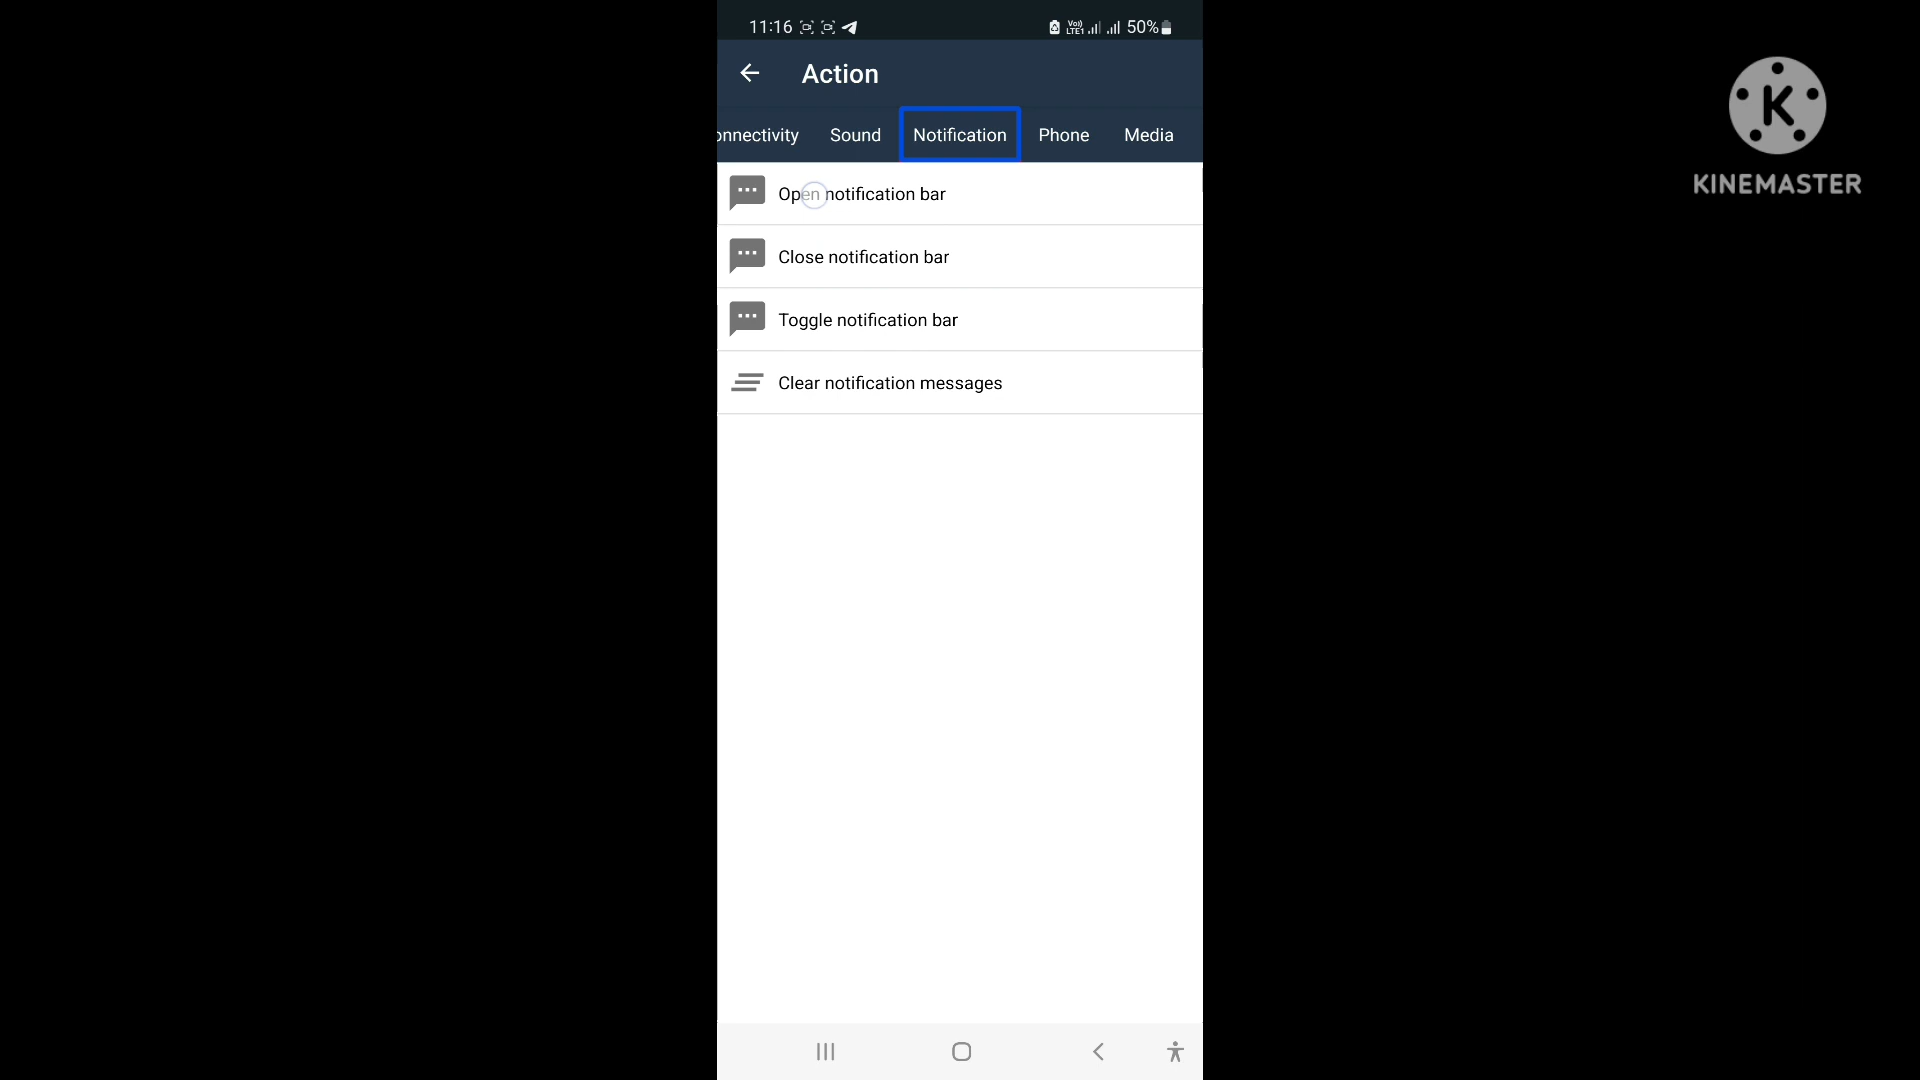 11:16 50%
Action
onnectivity Sound Notification Phone Media
Open notification bar
Close notification bar
Toggle notification bar
Clear notification messages
K
KINEMASTER